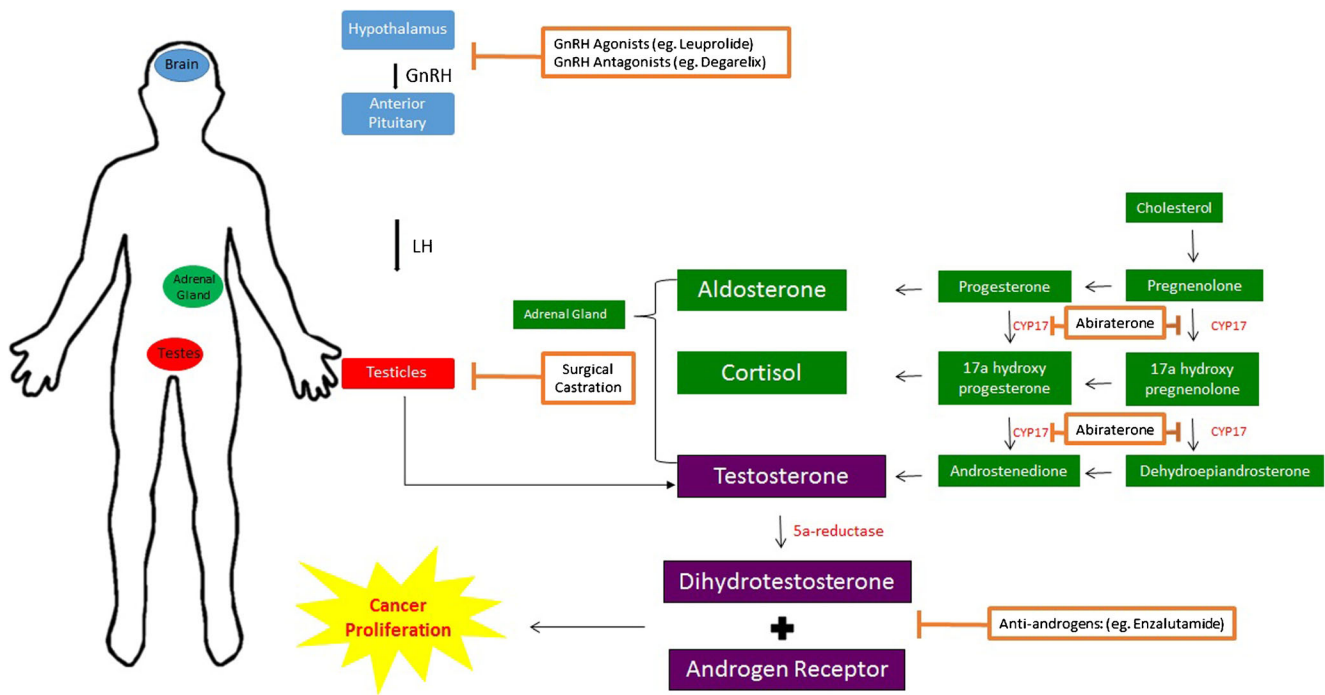 Hypothalamus
GnRH Agonists (eg. Leuprolide)
GnRH Antagonists (eg. Degarelix)
Brain
GnRH
Anterior
Pituitary
Cholesterol
LH
Adrenal
Gland
Aldosterone
Progesterone
Pregnenolone
Adrenal Gland
CYP17
Abiraterone
CYP17
Testes
Testicles
Surgical
Castration
Cortisol
17a hydroxy
progesterone
17a hydroxy
pregnenolone
CYP17
Abiraterone
CYP17
Testosterone
Androstenedione
Dehydroepiandrosterone
5a-reductase
Dihydrotestosterone
Cancer
Proliferation
Anti-androgens: (eg. Enzalutamide)
Androgen Receptor